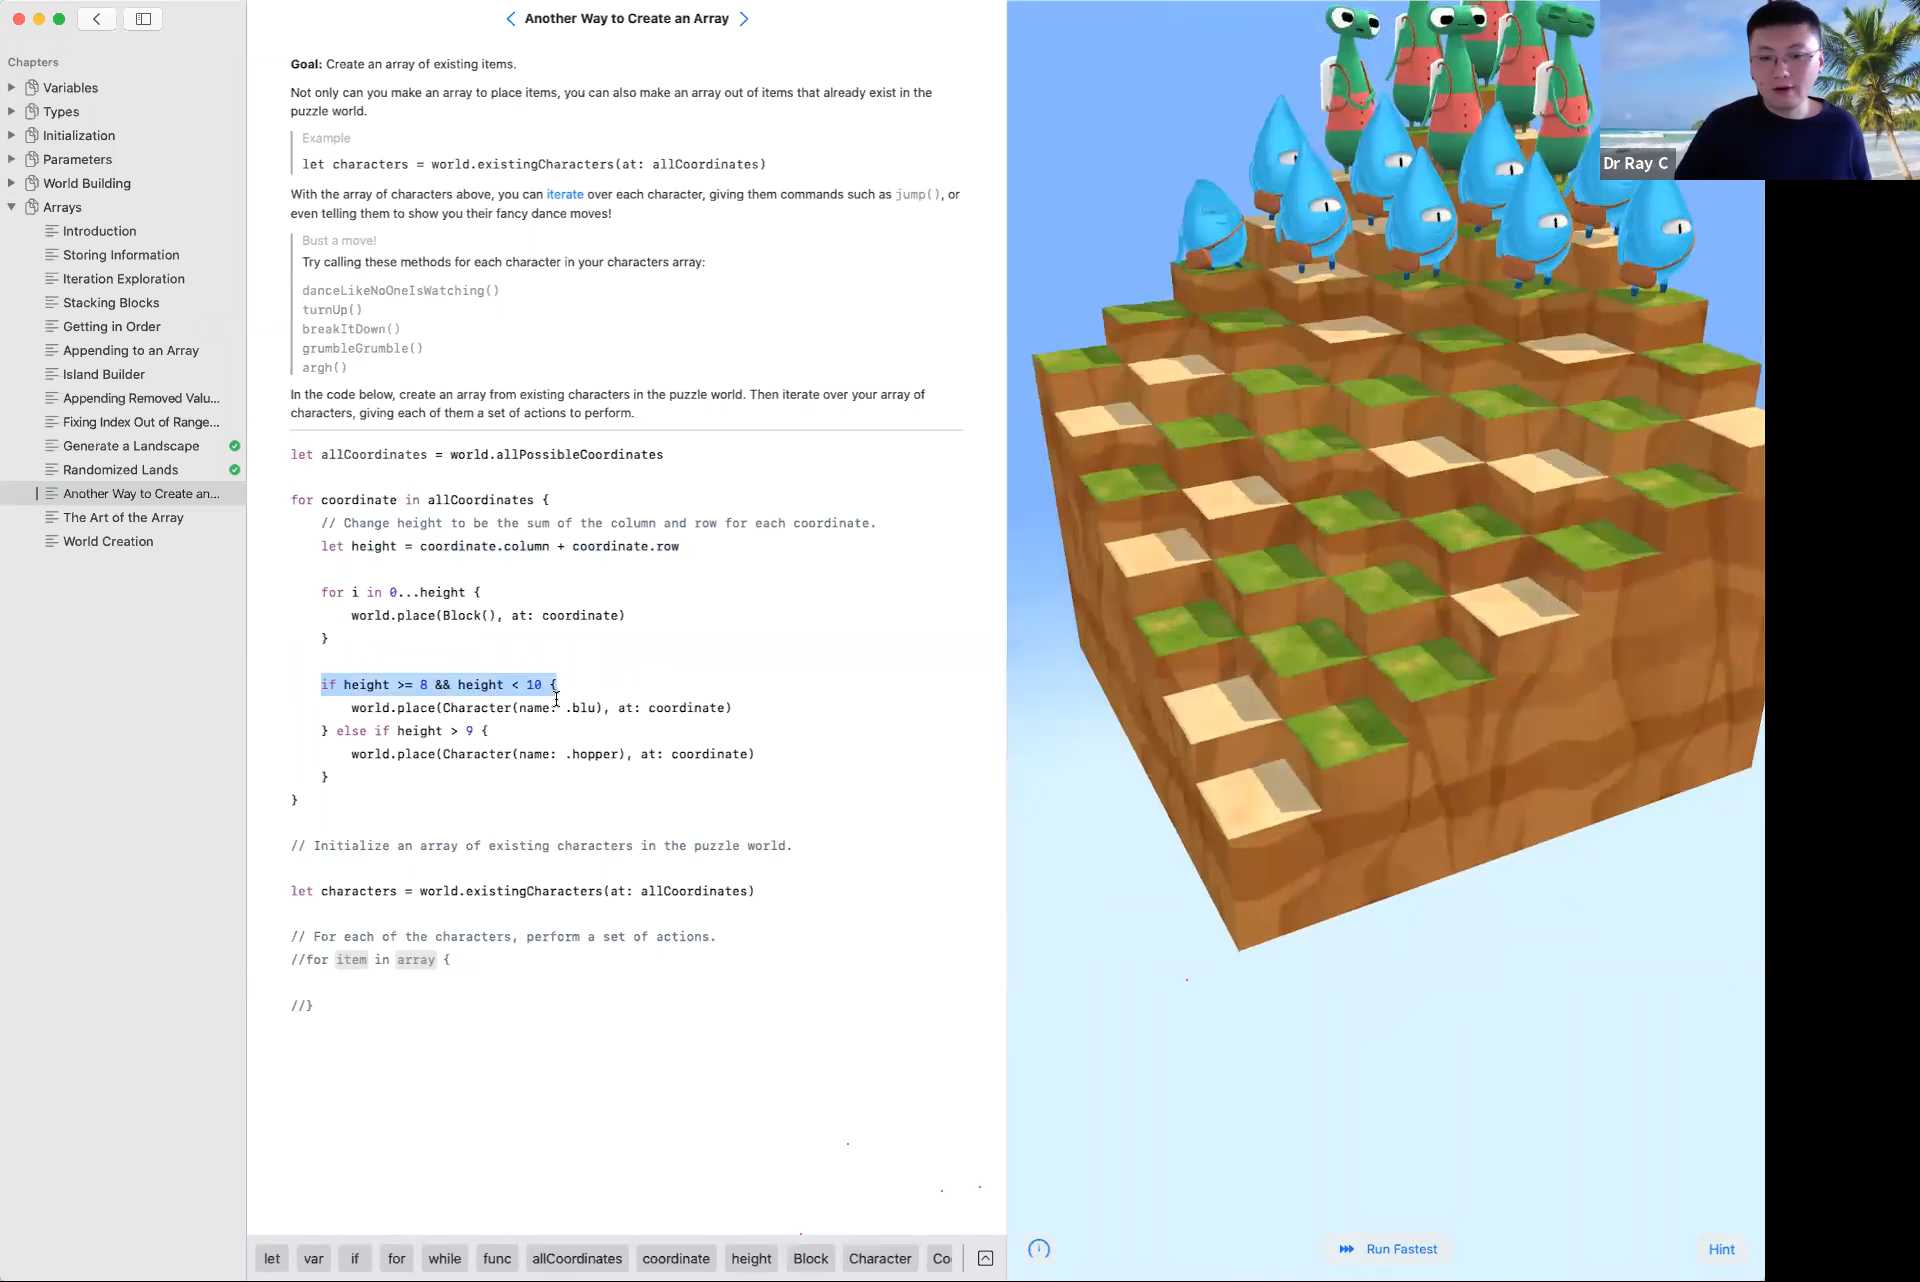 Another Way to Create an Array
Chapters
Variables
Types
Initialization
Parameters
World Building
Arrays
Introduction
Storing Information
Iteration Exploration
Stacking Blocks
Getting in Order
Appending to an Array
Island Builder
Appending Removed Valu...
Fixing Index Out of Range...
Generate a Landscape
Randomized Lands
Another Way to Create an...
The Art of the Array
World Creation
Goal: Create an array of existing items.
Not only can you make an array to place items, you can also make an array out of items that already exist in the
puzzle world.
Example
let characters = world.existingCharacters(at: allCoordinates)
With the array of characters above, you can iterate over each character, giving them commands such as jump(), or
even telling them to show you their fancy dance moves!
Bust a move!
Try calling these methods for each character in your characters array:
danceLikeNoOneIsWatching()
turnUp()
breakItDown()
grumbleGrumble()
argh()
In the code below, create an array from existing characters in the puzzle world. Then iterate over your array of
characters, giving each of them a set of actions to perform.
let allCoordinates = world.allPossibleCoordinates
for coordinate in allCoordinates {
// Change height to be the sum of the column and row for each coordinate.
let height = coordinate.column + coordinate.row
for i in 0...height {
world.place(Block(), at: coordinate)
}
if height >= 8 && height < 10 {
world.place(Character(name: .blu), at: coordinate)
} else if height > 9 {
world.place(Character(name: .hopper), at: coordinate)
}
}
// Initialize an array of existing characters in the puzzle world.
let characters = world.existingCharacters(at: allCoordinates)
// For each of the characters, perform a set of actions.
//for item in array {
//}
let var if for while func allCoordinates coordinate height Block Character Co
Dr Ray C
Run Fastest
Hint